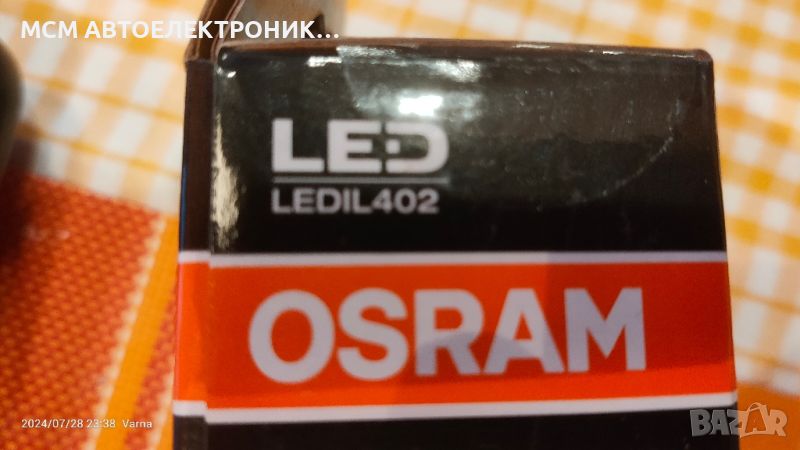 МСМ АВТОЕЛЕКТРОНИК...
LED
LEDIL402
OSRAM
2024/07/28 23:38 Varna
BAZAR